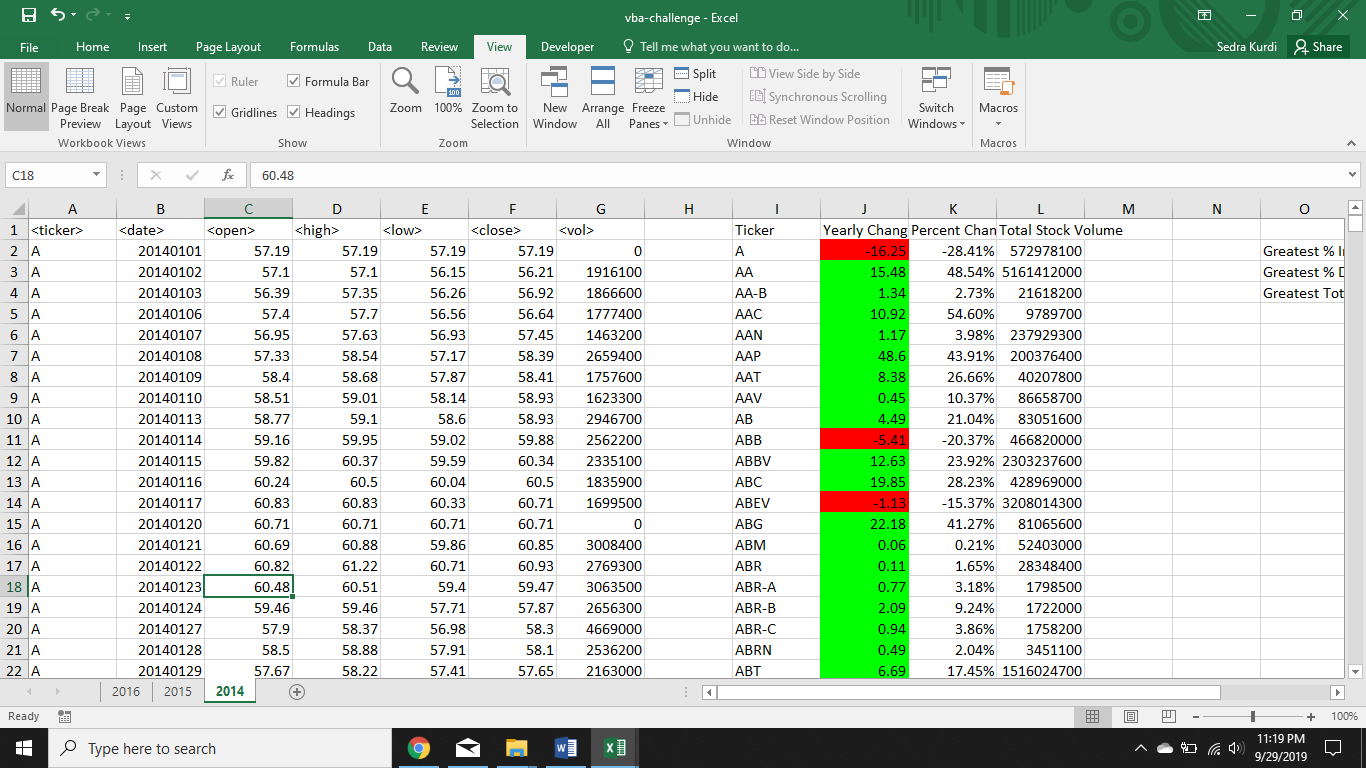 vba-challenge - Excel
File Home Insert Page Layout Formulas Data Review View Developer Tell me what you want to do... Sedra Kurdi Share
Normal Page Break Preview Page Layout Custom Views
Workbook Views
Ruler Formula Bar
Gridlines Headings
Show
Zoom 100% Zoom to Selection
Zoom
New Window Arrange All Freeze Panes
Split
Hide
Unhide
View Side by Side
Synchronous Scrolling
Reset Window Position
Switch Windows
Window
Macros
Macros
C18 fx 60.48
A B C D E F G H I J K L M N O
1 <ticker> <date> <open> <high> <low> <close> <vol> Ticker Yearly Chang Percent Chan Total Stock Volume
2 A 20140101 57.19 57.19 57.19 57.19 0 A -16.25 -28.41% 572978100 Greatest % I
3 A 20140102 57.1 57.1 56.15 56.21 1916100 AA 15.48 48.54% 5161412000 Greatest % D
4 A 20140103 56.39 57.35 56.26 56.92 1866600 AA-B 1.34 2.73% 21618200 Greatest Tot
5 A 20140106 57.4 57.7 56.56 56.64 1777400 AAC 10.92 54.60% 9789700
6 A 20140107 56.95 57.63 56.93 57.45 1463200 AAN 1.17 3.98% 237929300
7 A 20140108 57.33 58.54 57.17 58.39 2659400 AAP 48.6 43.91% 200376400
8 A 20140109 58.4 58.68 57.87 58.41 1757600 AAT 8.38 26.66% 40207800
9 A 20140110 58.51 59.01 58.14 58.93 1623300 AAV 0.45 10.37% 86658700
10 A 20140113 58.77 59.1 58.6 58.93 2946700 AB 4.49 21.04% 83051600
11 A 20140114 59.16 59.95 59.02 59.88 2562200 ABB -5.41 -20.37% 466820000
12 A 20140115 59.82 60.37 59.59 60.34 2335100 ABBV 12.63 23.92% 2303237600
13 A 20140116 60.24 60.5 60.04 60.5 1835900 ABC 19.85 28.23% 428969000
14 A 20140117 60.83 60.83 60.33 60.71 1699500 ABEV -1.13 -15.37% 3208014300
15 A 20140120 60.71 60.71 60.71 60.71 0 ABG 22.18 41.27% 81065600
16 A 20140121 60.69 60.88 59.86 60.85 3008400 ABM 0.06 0.21% 52403000
17 A 20140122 60.82 61.22 60.71 60.93 2769300 ABR 0.11 1.65% 28348400
18 A 20140123 60.48 60.51 59.4 59.47 3063500 ABR-A 0.77 3.18% 1798500
19 A 20140124 59.46 59.46 57.71 57.87 2656300 ABR-B 2.09 9.24% 1722000
20 A 20140127 57.9 58.37 56.98 58.3 4669000 ABR-C 0.94 3.86% 1758200
21 A 20140128 58.5 58.88 57.91 58.1 2536200 ABRN 0.49 2.04% 3451100
22 A 20140129 57.67 58.22 57.41 57.65 2163000 ABT 6.69 17.45% 1516024700
2016 2015 2014
Ready 100%
Type here to search
11:19 PM
9/29/2019